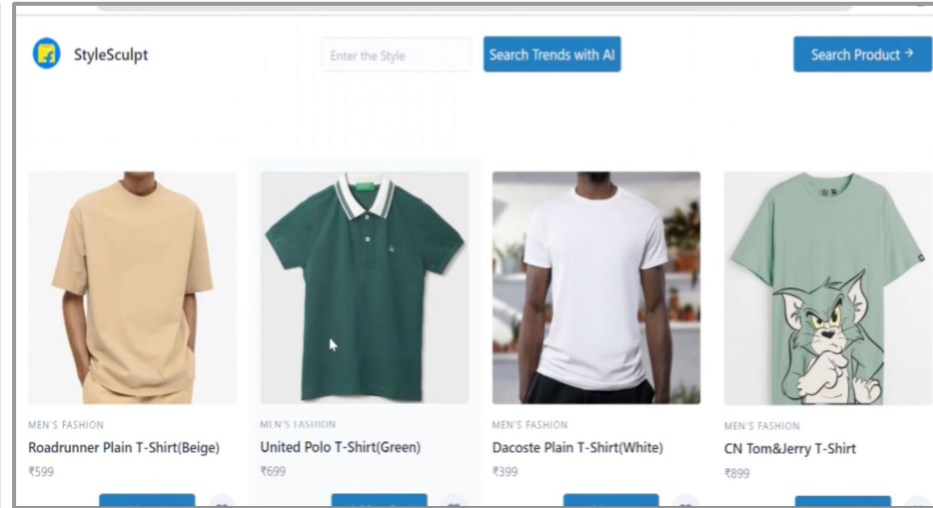 StyleSculpt
Enter the Style
Search Trends with AI
Search Product →
MEN'S FASHION
Roadrunner Plain T-Shirt(Beige)
₹599
MEN'S FASHION
United Polo T-Shirt(Green)
₹699
MEN'S FASHION
Dacoste Plain T-Shirt(White)
₹399
MEN'S FASHION
CN Tom&Jerry T-Shirt
₹899